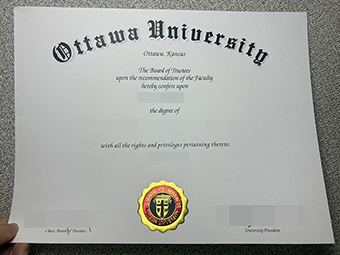 Ottawa University
Ottawa, Kansas
The Board of Trustees
upon the recommendation of the Faculty
hereby confers upon
the degree of
with all the rights and privileges pertaining thereto.
Chair, Board of Trustees
University President